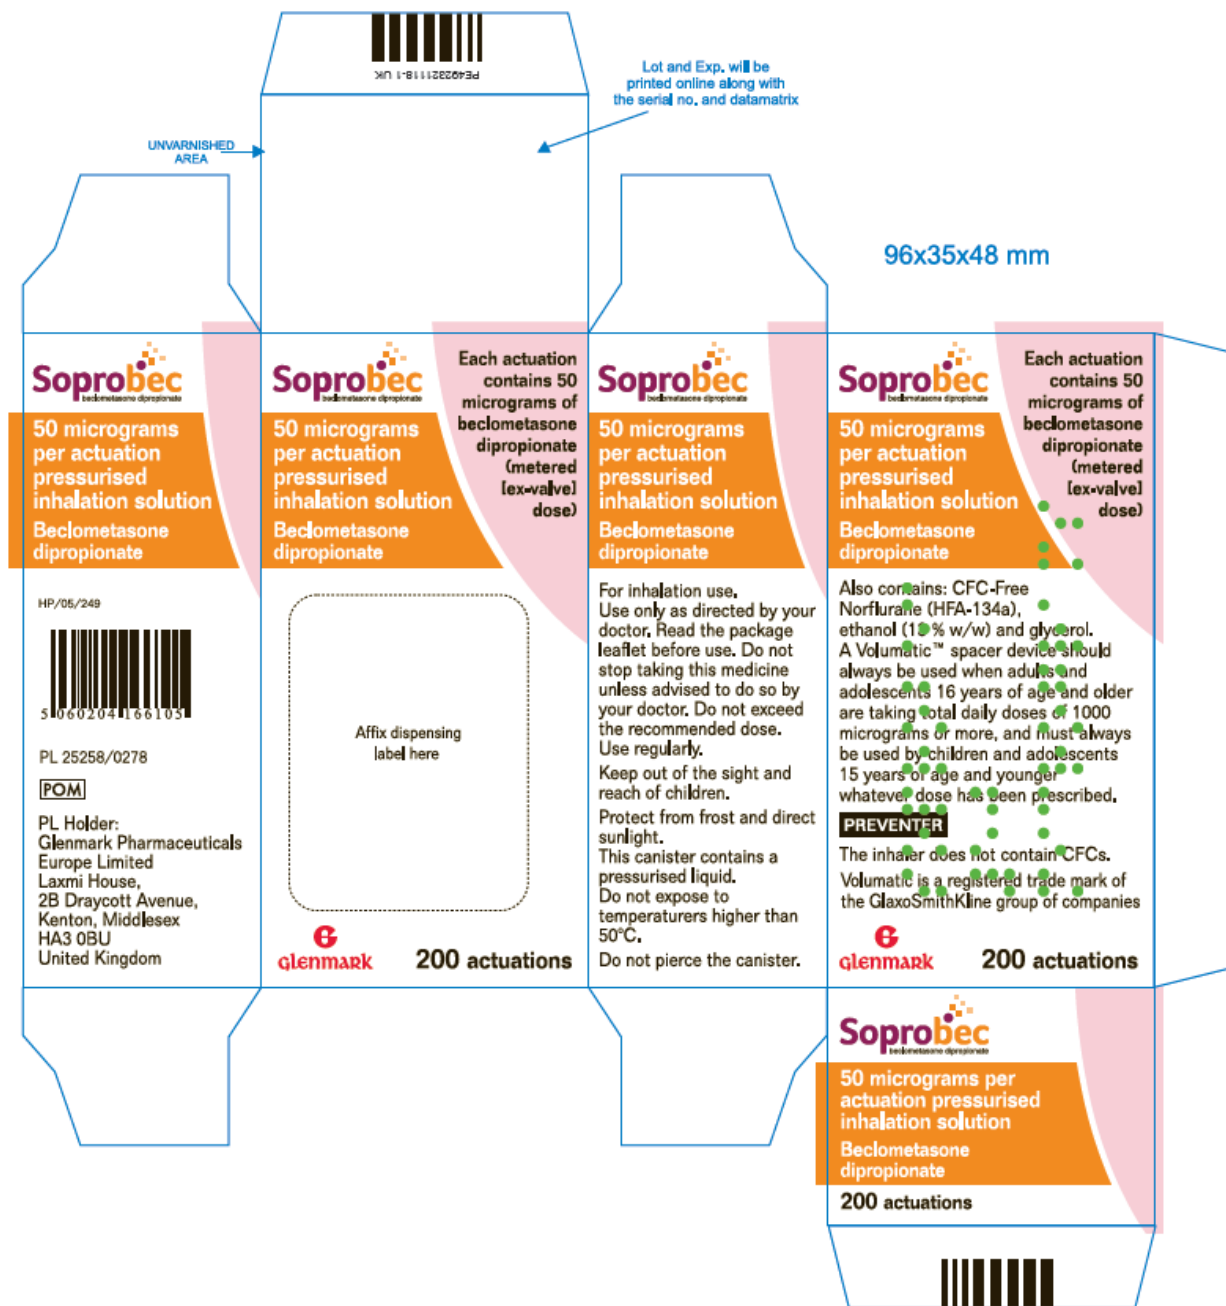 PE492321118-1 UK
Lot and Exp. will be
printed online along with
the serial no. and datamatrix
UNVARNISHED
AREA
96x35x48 mm
Soprobec
beclometasone dipropionate
50 micrograms
per actuation
pressurised
inhalation solution
Beclometasone
dipropionate
HP/05/249
5 060204 166105
PL 25258/0278
POM
PL Holder:
Glenmark Pharmaceuticals
Europe Limited
Laxmi House,
2B Draycott Avenue,
Kenton, Middlesex
HA3 0BU
United Kingdom
Soprobec
beclometasone dipropionate
Each actuation
contains 50
micrograms of
beclometasone
dipropionate
(metered
[ex-valve]
dose)
50 micrograms
per actuation
pressurised
inhalation solution
Beclometasone
dipropionate
Affix dispensing
label here
GLENMARK
200 actuations
Soprobec
beclometasone dipropionate
50 micrograms
per actuation
pressurised
inhalation solution
Beclometasone
dipropionate
For inhalation use.
Use only as directed by your
doctor. Read the package
leaflet before use. Do not
stop taking this medicine
unless advised to do so by
your doctor. Do not exceed
the recommended dose.
Use regularly.
Keep out of the sight and
reach of children.
Protect from frost and direct
sunlight.
This canister contains a
pressurised liquid.
Do not expose to
temperaturers higher than
50°C.
Do not pierce the canister.
Soprobec
beclometasone dipropionate
Each actuation
contains 50
micrograms of
beclometasone
dipropionate
(metered
[ex-valve]
dose)
50 micrograms
per actuation
pressurised
inhalation solution
Beclometasone
dipropionate
Also contains: CFC-Free
Norflurane (HFA-134a),
ethanol (% w/w) and glycerol.
A Volumatic™ spacer device should
always be used when adults and
adolescents 16 years of age and older
are taking total daily doses of 1000
micrograms or more, and must always
be used by children and adolescents
15 years of age and younger
whatever dose has been prescribed.
PREVENTER
The inhaler does not contain CFCs.
Volumatic is a registered trade mark of
the GlaxoSmithKline group of companies
GLENMARK
200 actuations
Soprobec
beclometasone dipropionate
50 micrograms per
actuation pressurised
inhalation solution
Beclometasone
dipropionate
200 actuations